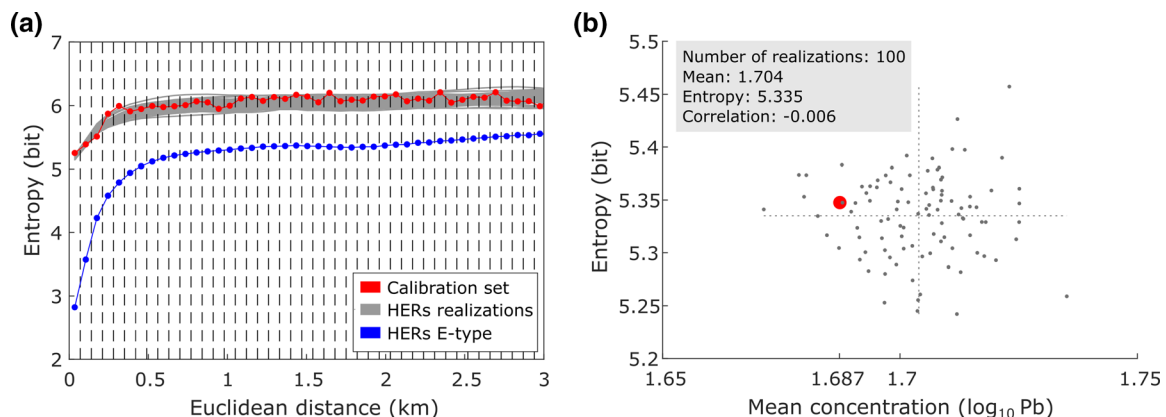 (a)
7
6
5
4
3
2
Entropy (bit)
Calibration set
HERs realizations
HERs E-type
0 0.5 1 1.5 2 2.5 3
Euclidean distance (km)
(b)
5.5
5.45
5.4
5.35
5.3
5.25
5.2
Entropy (bit)
Number of realizations: 100
Mean: 1.704
Entropy: 5.335
Correlation: -0.006
1.65 1.687 1.7 1.75
Mean concentration (log10 Pb)